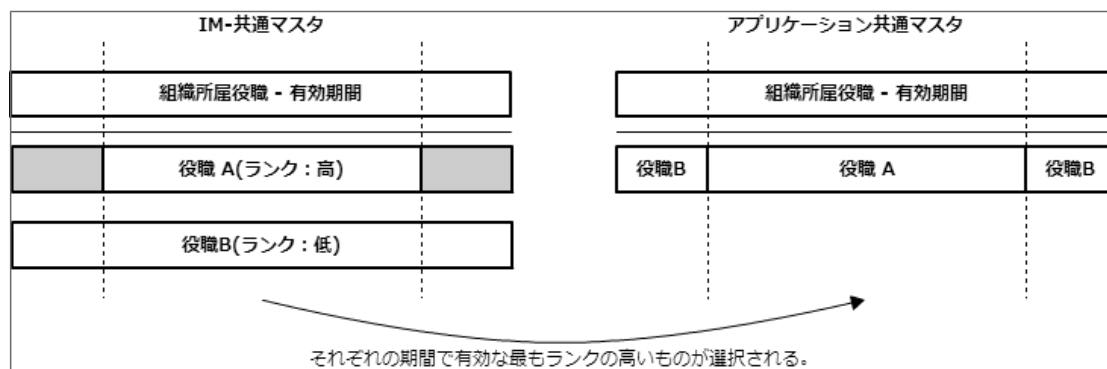 IM-共通マスタ
アプリケーション共通マスタ
組織所属役職 - 有効期間
組織所属役職 - 有効期間
役職 A(ランク：高)
役職B
役職 A
役職B
役職B(ランク：低)
それぞれの期間で有効な最もランクの高いものが選択される。